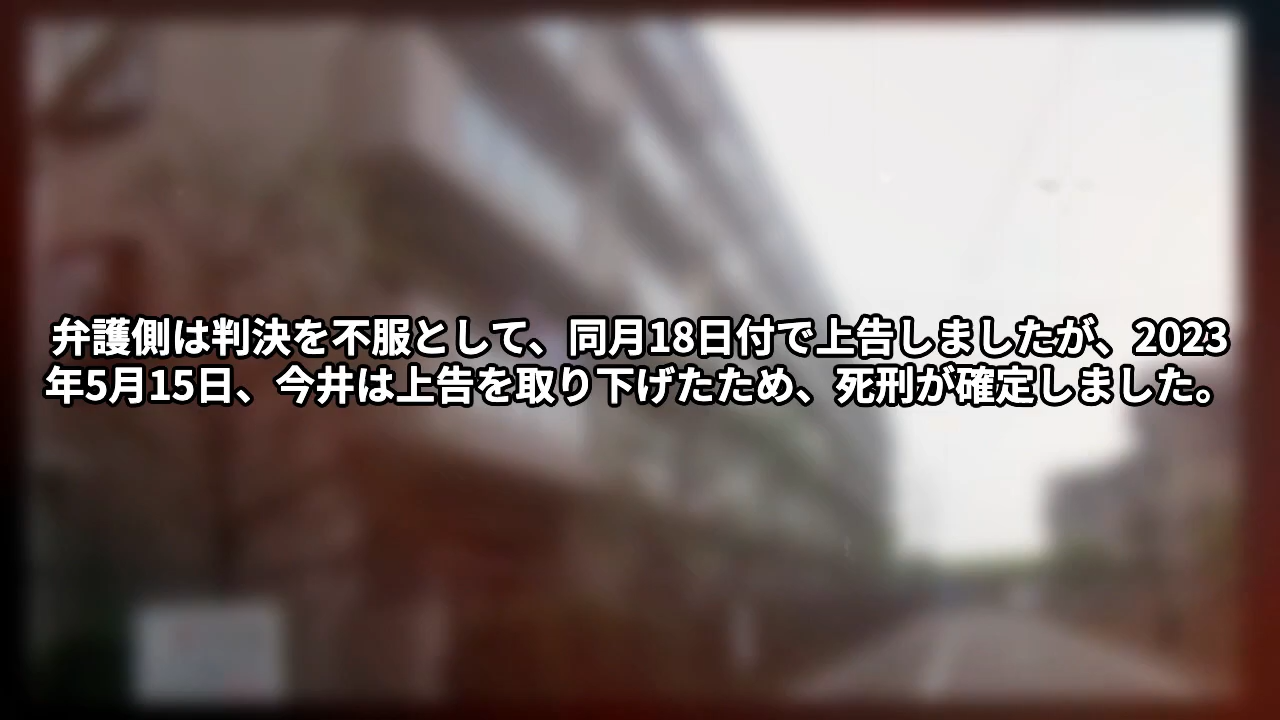 弁護側は判決を不服として、同月18日付で上告しましたが、2023
年5月15日、今井は上告を取り下げたため、死刑が確定しました。